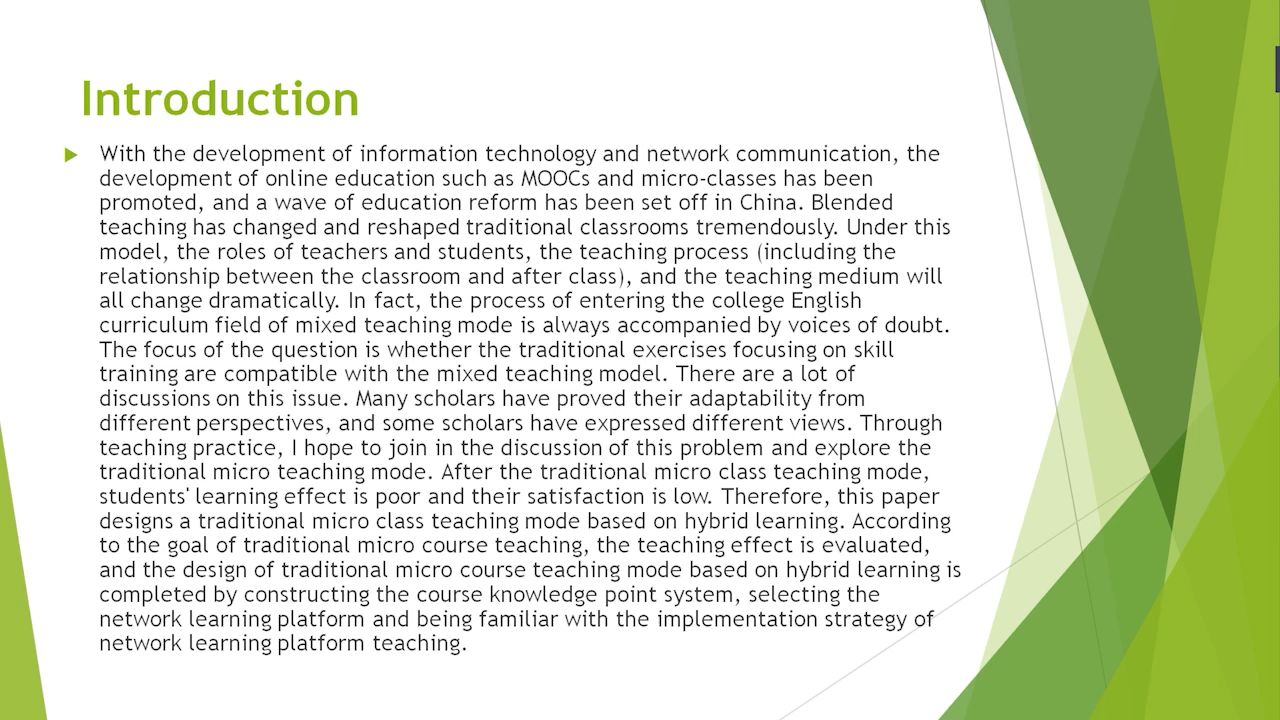 Introduction
With the development of information technology and network communication, the
development of online education such as MOOCs and micro-classes has been
promoted, and a wave of education reform has been set off in China. Blended
teaching has changed and reshaped traditional classrooms tremendously. Under this
model, the roles of teachers and students, the teaching process (including the
relationship between the classroom and after class), and the teaching medium will
all change dramatically. In fact, the process of entering the college English
curriculum field of mixed teaching mode is always accompanied by voices of doubt.
The focus of the question is whether the traditional exercises focusing on skill
training are compatible with the mixed teaching model. There are a lot of
discussions on this issue. Many scholars have proved their adaptability from
different perspectives, and some scholars have expressed different views. Through
teaching practice, I hope to join in the discussion of this problem and explore the
traditional micro teaching mode. After the traditional micro class teaching mode,
students' learning effect is poor and their satisfaction is low. Therefore, this paper
designs a traditional micro class teaching mode based on hybrid learning. According
to the goal of traditional micro course teaching, the teaching effect is evaluated,
and the design of traditional micro course teaching mode based on hybrid learning is
completed by constructing the course knowledge point system, selecting the
network learning platform and being familiar with the implementation strategy of
network learning platform teaching.